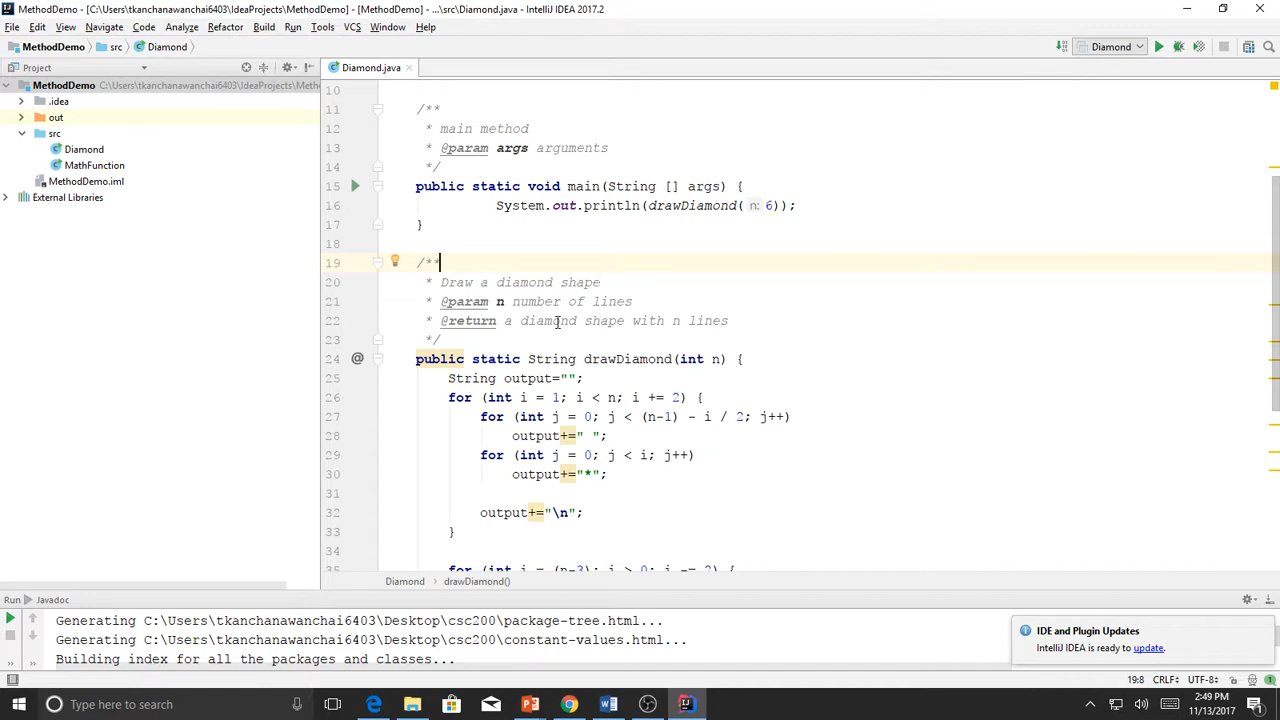 MethodDemo - [C:\Users\tkanchanawanchai6403\IdeaProjects\MethodDemo] - ...\src\Diamond.java - IntelliJ IDEA 2017.2
File Edit View Navigate Code Analyze Refactor Build Run Tools VCS Window Help
MethodDemo src Diamond Diamond
Project Diamond.java
MethodDemo C:\Users\tkanchanawanchai6403\IdeaProjects\Meth
.idea
out
src
Diamond
MathFunction
MethodDemo.iml
External Libraries
10
11 /**
12 * main method
13 * @param args arguments
14 */
15 public static void main(String [] args) {
16 System.out.println(drawDiamond( n: 6));
17 }
18
19 /**
20 * Draw a diamond shape
21 * @param n number of lines
22 * @return a diamond shape with n lines
23 */
24 @ public static String drawDiamond(int n) {
25 String output="";
26 for (int i = 1; i < n; i += 2) {
27 for (int j = 0; j < (n-1) - i / 2; j++)
28 output+=" ";
29 for (int j = 0; j < i; j++)
30 output+="*";
31
32 output+="\n";
33 }
34
35 for (int i = (n-3); i > 0; i -= 2) {
Diamond drawDiamond()
Run Javadoc
Generating C:\Users\tkanchanawanchai6403\Desktop\csc200\package-tree.html...
Generating C:\Users\tkanchanawanchai6403\Desktop\csc200\constant-values.html...
Building index for all the packages and classes...
IDE and Plugin Updates
IntelliJ IDEA is ready to update.
19:8 CRLF÷ UTF-8÷
Type here to search
2:49 PM
11/13/2017